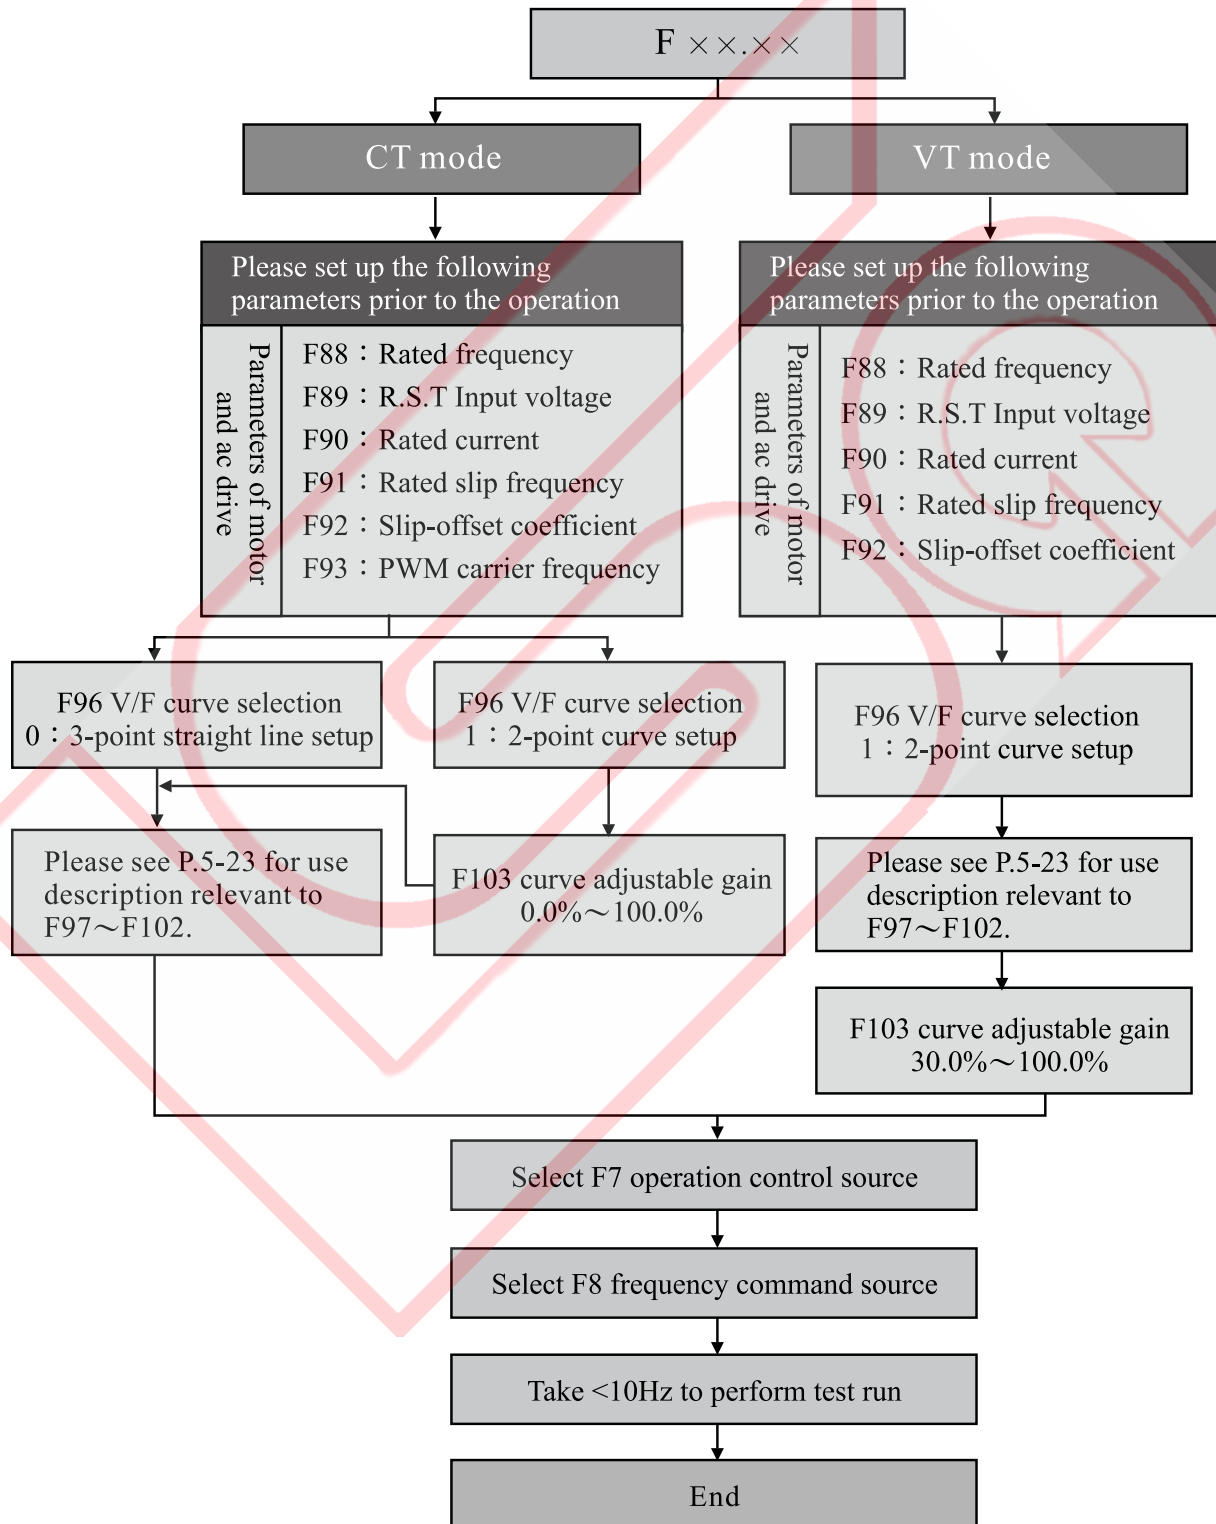 F ××.××
CT mode
VT mode
Please set up the following
parameters prior to the operation
Parameters of motor
and ac drive
F88：Rated frequency
F89：R.S.T Input voltage
F90：Rated current
F91：Rated slip frequency
F92：Slip-offset coefficient
F93：PWM carrier frequency
Please set up the following
parameters prior to the operation
Parameters of motor
and ac drive
F88：Rated frequency
F89：R.S.T Input voltage
F90：Rated current
F91：Rated slip frequency
F92：Slip-offset coefficient
F96 V/F curve selection
0：3-point straight line setup
F96 V/F curve selection
1：2-point curve setup
F96 V/F curve selection
1：2-point curve setup
Please see P.5-23 for use
description relevant to
F97～F102.
F103 curve adjustable gain
0.0%～100.0%
Please see P.5-23 for use
description relevant to
F97～F102.
F103 curve adjustable gain
30.0%～100.0%
Select F7 operation control source
Select F8 frequency command source
Take <10Hz to perform test run
End